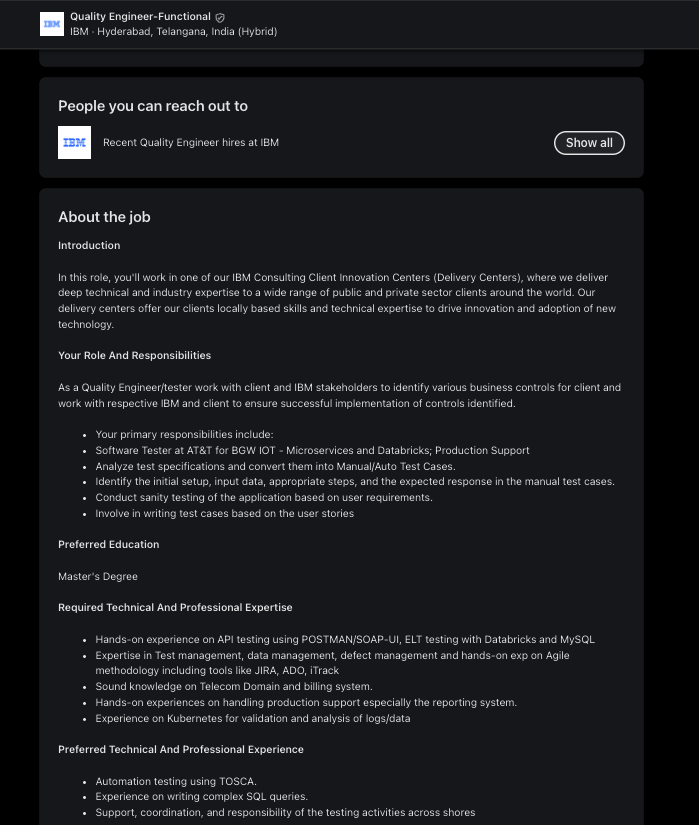 IBM
Quality Engineer-Functional
IBM · Hyderabad, Telangana, India (Hybrid)
People you can reach out to
IBM
Recent Quality Engineer hires at IBM
Show all
About the job
Introduction
In this role, you'll work in one of our IBM Consulting Client Innovation Centers (Delivery Centers), where we deliver
deep technical and industry expertise to a wide range of public and private sector clients around the world. Our
delivery centers offer our clients locally based skills and technical expertise to drive innovation and adoption of new
technology.
Your Role And Responsibilities
As a Quality Engineer/tester work with client and IBM stakeholders to identify various business controls for client and
work with respective IBM and client to ensure successful implementation of controls identified.
• Your primary responsibilities include:
• Software Tester at AT&T for BGW IOT - Microservices and Databricks; Production Support
• Analyze test specifications and convert them into Manual/Auto Test Cases.
• Identify the initial setup, input data, appropriate steps, and the expected response in the manual test cases.
• Conduct sanity testing of the application based on user requirements.
• Involve in writing test cases based on the user stories
Preferred Education
Master's Degree
Required Technical And Professional Expertise
• Hands-on experience on API testing using POSTMAN/SOAP-UI, ELT testing with Databricks and MySQL
• Expertise in Test management, data management, defect management and hands-on exp on Agile
methodology including tools like JIRA, ADO, iTrack
• Sound knowledge on Telecom Domain and billing system.
• Hands-on experiences on handling production support especially the reporting system.
• Experience on Kubernetes for validation and analysis of logs/data
Preferred Technical And Professional Experience
• Automation testing using TOSCA.
• Experience on writing complex SQL queries.
• Support, coordination, and responsibility of the testing activities across shores